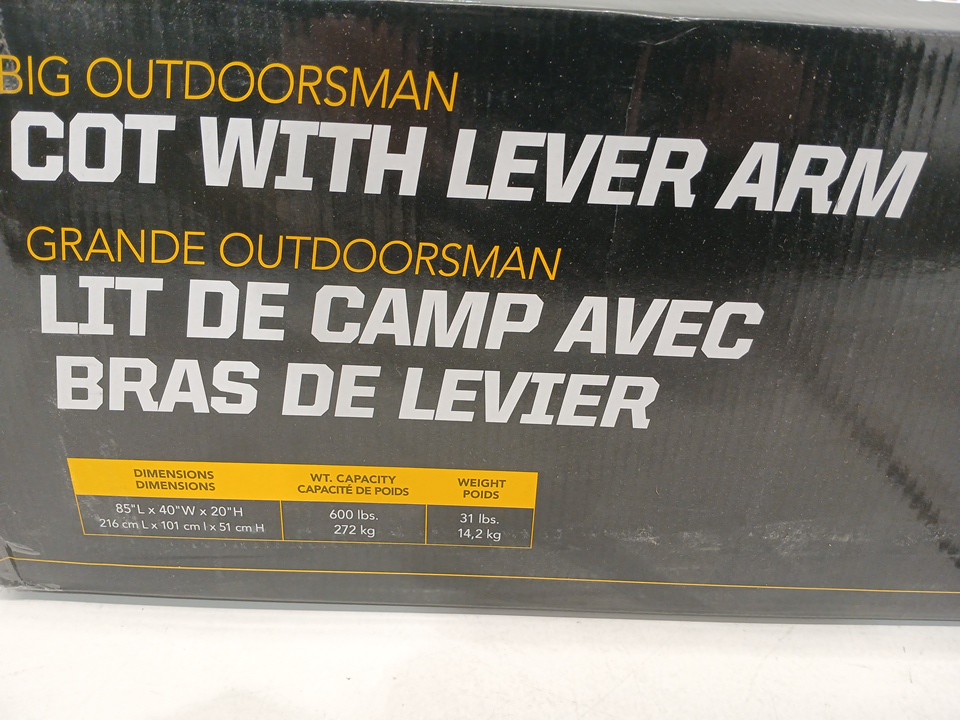 BIG OUTDOORSMAN
COT WITH LEVER ARM
GRANDE OUTDOORSMAN
LIT DE CAMP AVEC
BRAS DE LEVIER
DIMENSIONS WT. CAPACITY WEIGHT
DIMENSIONS CAPACITÉ DE POIDS POIDS
85"L x 40"W x 20"H 600 lbs. 31 lbs.
216 cm L x 101 cm l x 51 cm H 272 kg 14,2 kg